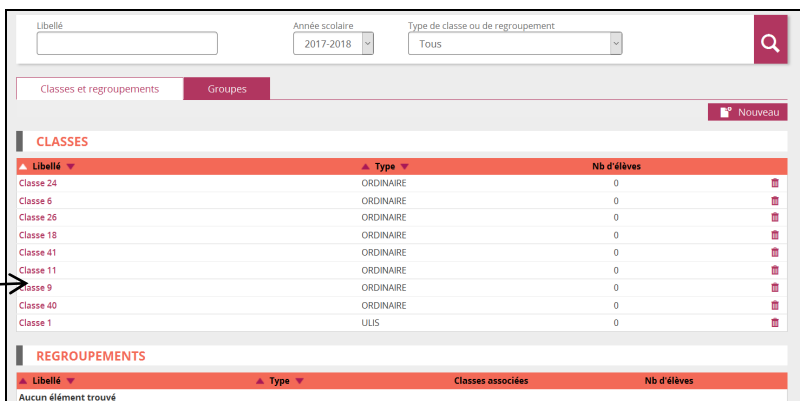 Libellé Année scolaire Type de classe ou de regroupement
2017-2018 Tous
Classes et regroupements Groupes
Nouveau
CLASSES
Libellé Type Nb d'élèves
Classe 24 ORDINAIRE 0
Classe 6 ORDINAIRE 0
Classe 26 ORDINAIRE 0
Classe 18 ORDINAIRE 0
Classe 41 ORDINAIRE 0
Classe 11 ORDINAIRE 0
Classe 9 ORDINAIRE 0
Classe 40 ORDINAIRE 0
Classe 1 ULIS 0
REGROUPEMENTS
Libellé Type Classes associées Nb d'élèves
Aucun élément trouvé